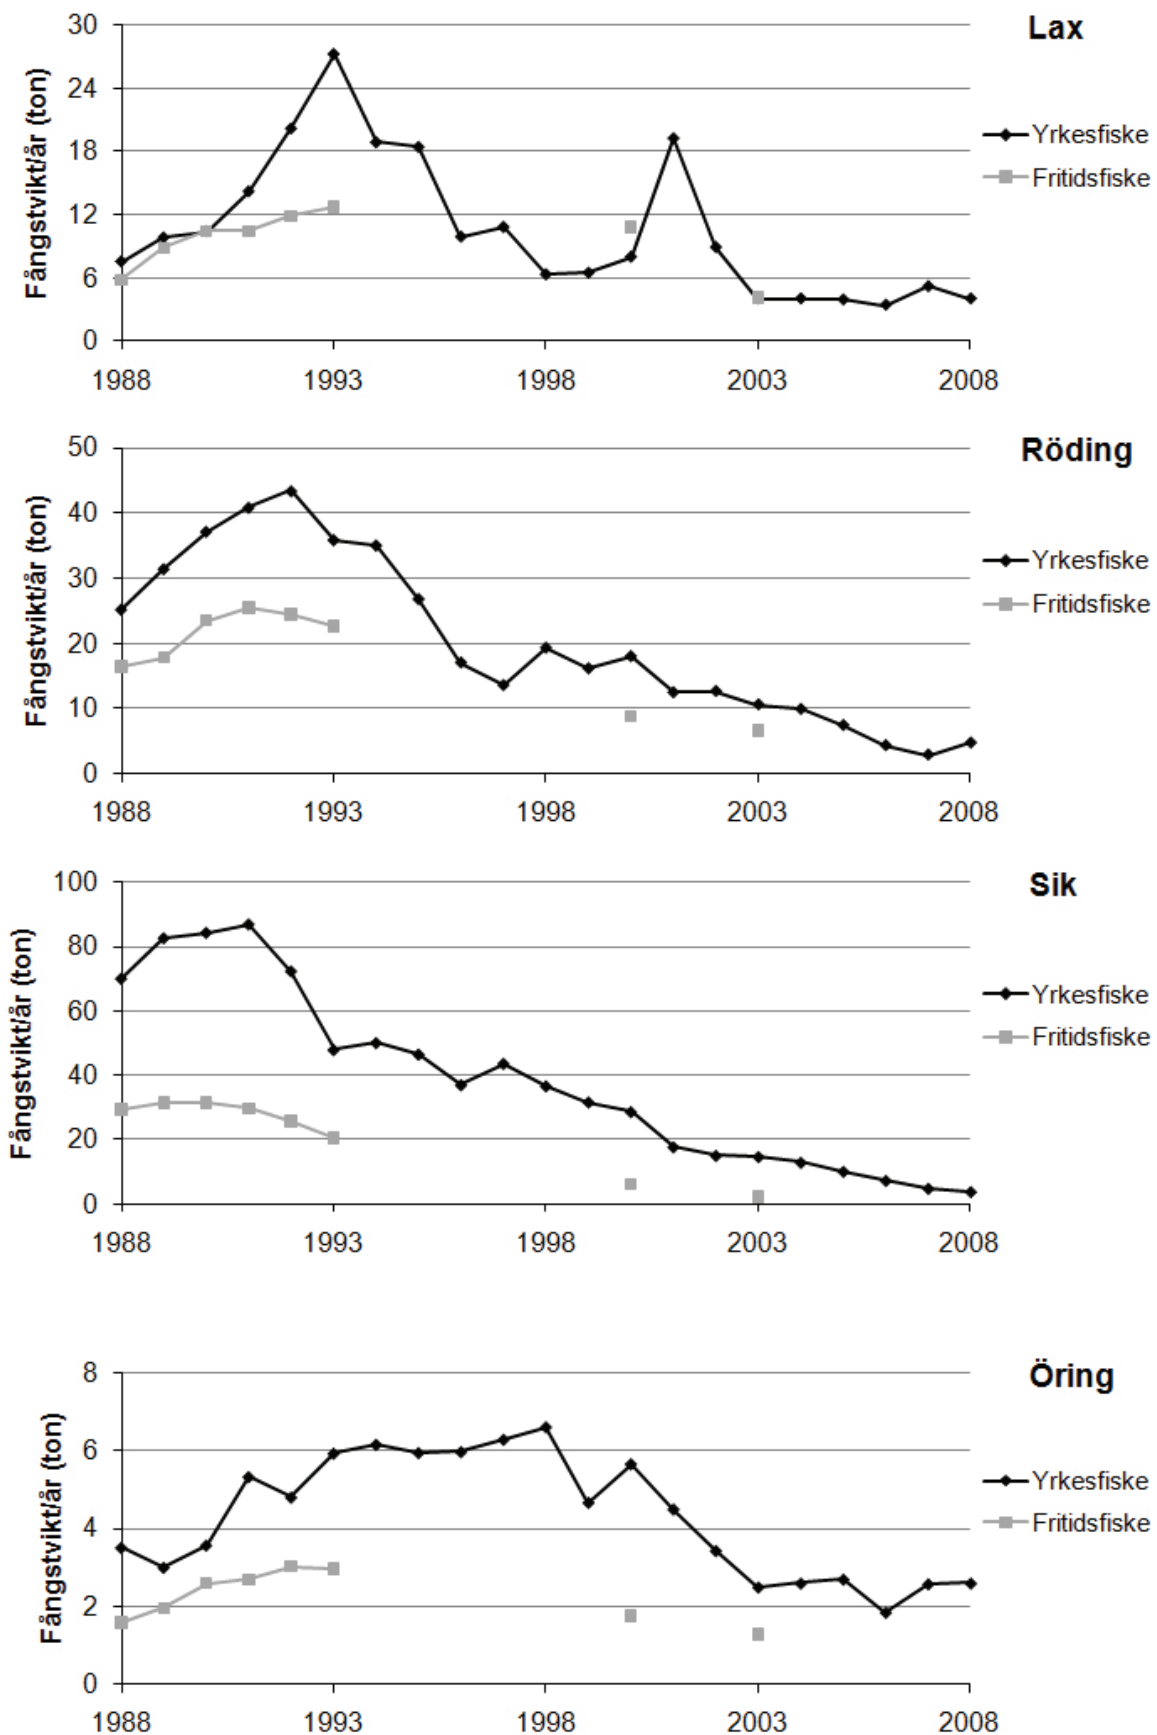 Lax
Fångstvikt/år (ton)
30
24
18
12
6
0
1988 1993 1998 2003 2008
Yrkesfiske
Fritidsfiske
Röding
Fångstvikt/år (ton)
50
40
30
20
10
0
1988 1993 1998 2003 2008
Yrkesfiske
Fritidsfiske
Sik
Fångstvikt/år (ton)
100
80
60
40
20
0
1988 1993 1998 2003 2008
Yrkesfiske
Fritidsfiske
Öring
Fångstvikt/år (ton)
8
6
4
2
0
1988 1993 1998 2003 2008
Yrkesfiske
Fritidsfiske